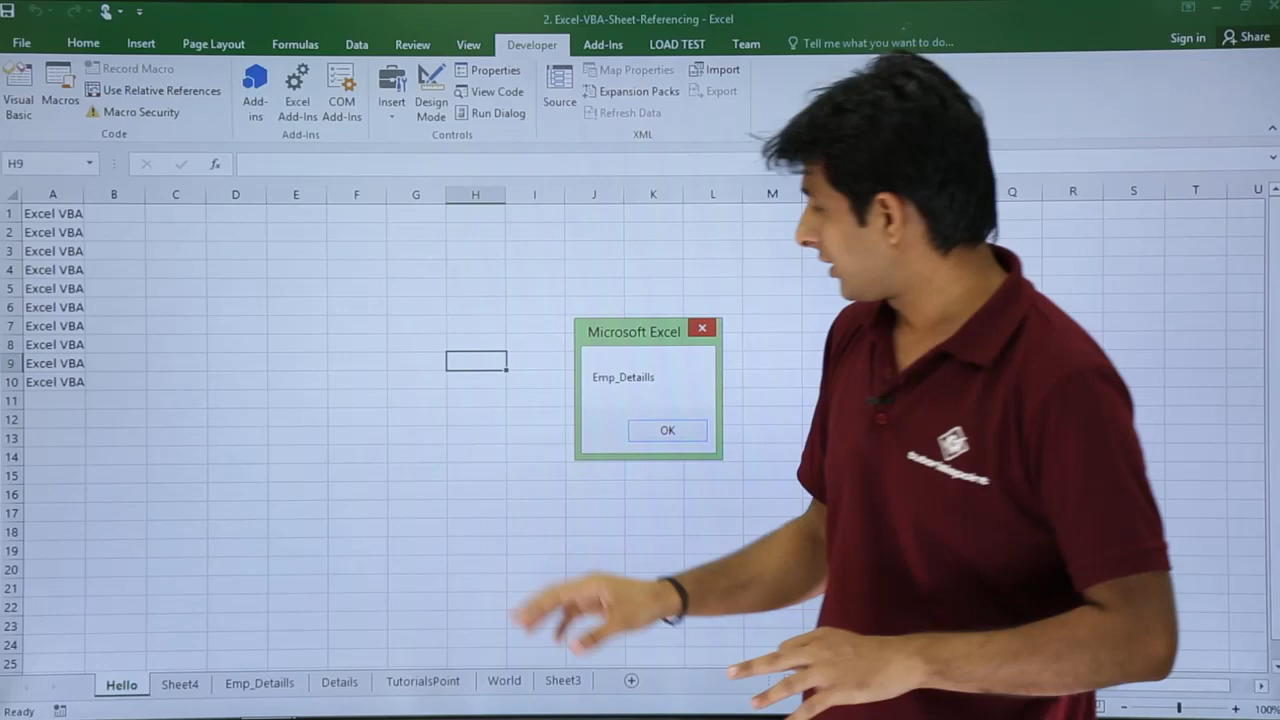 2. Excel-VBA-Sheet-Referencing - Excel
File Home Insert Page Layout Formulas Data Review View Developer Add-Ins LOAD TEST Team Tell me what you want to do... Sign in Share
Visual Basic
Macros
Record Macro
Use Relative References
Macro Security
Code
Add-ins
Excel Add-Ins
COM Add-Ins
Add-Ins
Insert
Design Mode
Properties
View Code
Run Dialog
Controls
Source
Map Properties
Expansion Packs
Refresh Data
Import
Export
XML
H9 fx
A B C D E F G H I J K L M Q R S T U
1 Excel VBA
2 Excel VBA
3 Excel VBA
4 Excel VBA
5 Excel VBA
6 Excel VBA
7 Excel VBA
8 Excel VBA
9 Excel VBA
10 Excel VBA
11
12
13
14
15
16
17
18
19
20
21
22
23
24
25
Microsoft Excel
Emp_Detaills
OK
Hello Sheet4 Emp_Detaills Details TutorialsPoint World Sheet3
Ready
100%